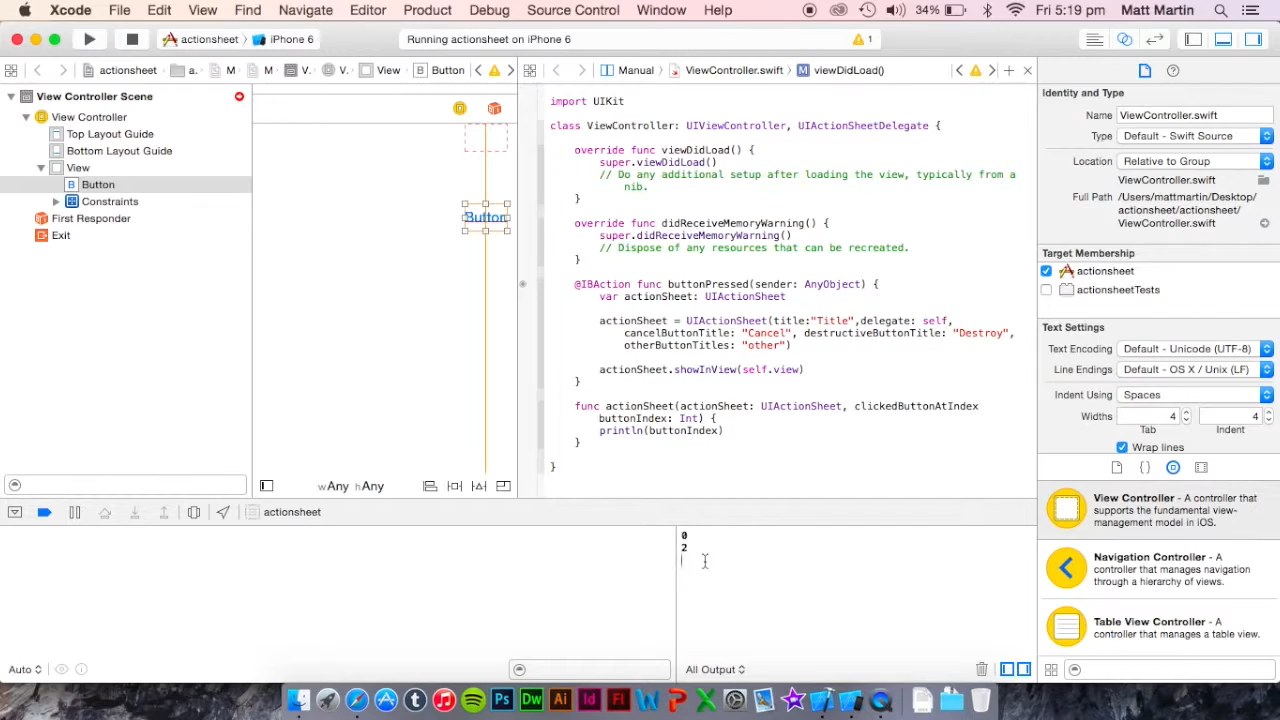 Xcode File Edit View Find Navigate Editor Product Debug Source Control Window Help 34% Fri 5:19 pm Matt Martin
actionsheet iPhone 6 Running actionsheet on iPhone 6 1
actionsheet a. M M V. V. View B Button Manual ViewController.swift M viewDidLoad()
View Controller Scene
View Controller
Top Layout Guide
Bottom Layout Guide
View
B Button
Constraints
First Responder
Exit
Button
wAny hAny
import UIKit
class ViewController: UIViewController, UIActionSheetDelegate {
override func viewDidLoad() {
super.viewDidLoad()
// Do any additional setup after loading the view, typically from a
nib.
}
override func didReceiveMemoryWarning() {
super.didReceiveMemoryWarning()
// Dispose of any resources that can be recreated.
}
@IBAction func buttonPressed(sender: AnyObject) {
var actionSheet: UIActionSheet
actionSheet = UIActionSheet(title:"Title",delegate: self,
cancelButtonTitle: "Cancel", destructiveButtonTitle: "Destroy",
otherButtonTitles: "other")
actionSheet.showInView(self.view)
}
func actionSheet(actionSheet: UIActionSheet, clickedButtonAtIndex
buttonIndex: Int) {
println(buttonIndex)
}
}
Identity and Type
Name ViewController.swift
Type Default - Swift Source
Location Relative to Group
ViewController.swift
Full Path /Users/mattmartin/Desktop/
actionsheet/actionsheet/
ViewController.swift
Target Membership
actionsheet
actionsheetTests
Text Settings
Text Encoding Default - Unicode (UTF-8)
Line Endings Default - OS X / Unix (LF)
Indent Using Spaces
Widths 4 4
Tab Indent
Wrap lines
{}
View Controller - A controller that
supports the fundamental view-
management model in iOS.
Navigation Controller - A
controller that manages navigation
through a hierarchy of views.
Table View Controller - A
controller that manages a table view.
actionsheet
0
2
Auto
All Output
t Ps Dw Ai Id Fl W P X